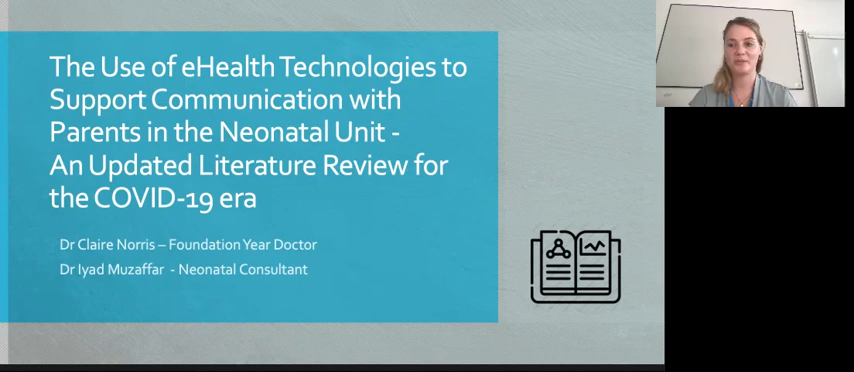 The Use of eHealth Technologies to
Support Communication with
Parents in the Neonatal Unit -
An Updated Literature Review for
the COVID-19 era
Dr Claire Norris – Foundation Year Doctor
Dr Iyad Muzaffar  - Neonatal Consultant